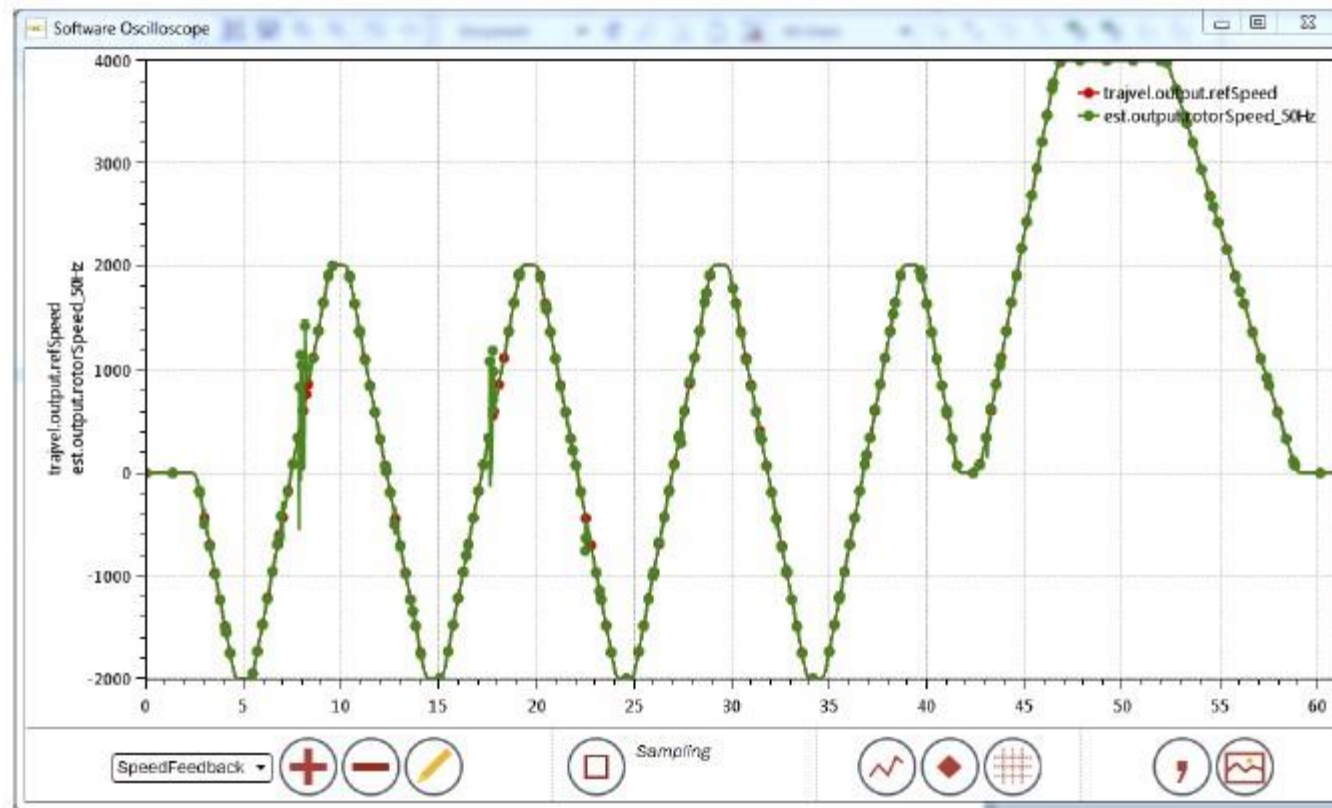 Software Oscilloscope
4000
3000
2000
1000
0
-1000
-2000
trajvel.output.refSpeed
est.output.rotorSpeed_50Hz
trajvel.output.refSpeed
est.output.rotorSpeed_50Hz
0 5 10 15 20 25 30 35 40 45 50 55 60
SpeedFeedback
Sampling